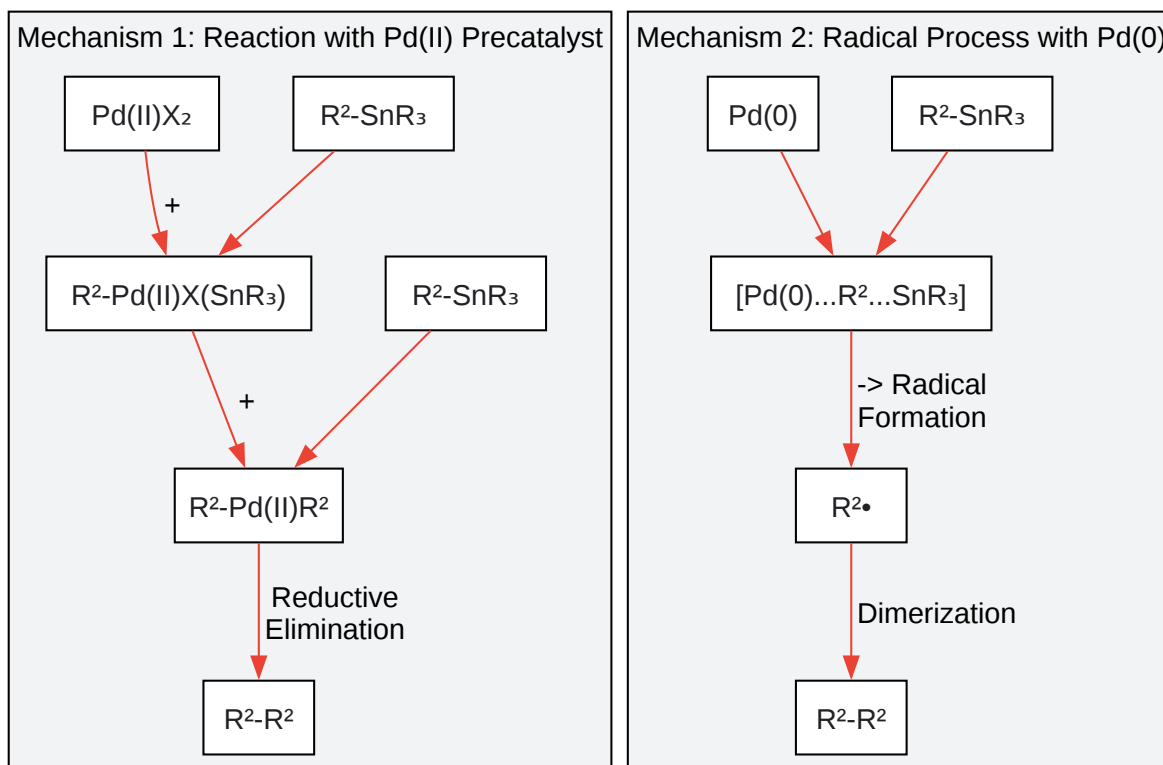 Mechanism 1: Reaction with Pd(II) Precatalyst
Pd(II)X₂
R²-SnR₃
+
R²-Pd(II)X(SnR₃)
R²-SnR₃
+
R²-Pd(II)R²
Reductive
Elimination
R²-R²
Mechanism 2: Radical Process with Pd(0)
Pd(0)
R²-SnR₃
[Pd(0)...R²...SnR₃]
-> Radical
Formation
R²•
Dimerization
R²-R²